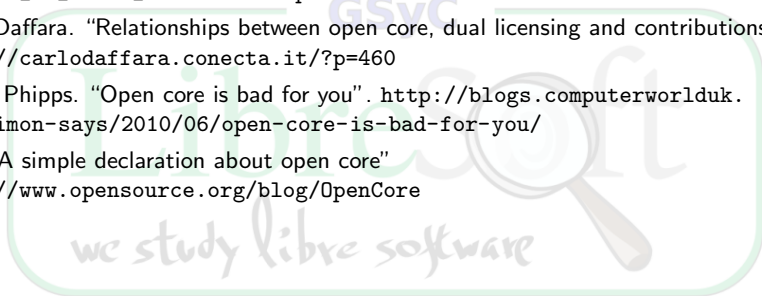 GSyC
Daffara. “Relationships between open core, dual licensing and contributions
//carlodaffara.conecta.it/?p=460
Phipps. “Open core is bad for you”. http://blogs.computerworlduk.
imon-says/2010/06/open-core-is-bad-for-you/
A simple declaration about open core”
//www.opensource.org/blog/OpenCore
LibreSoft
we study libre software